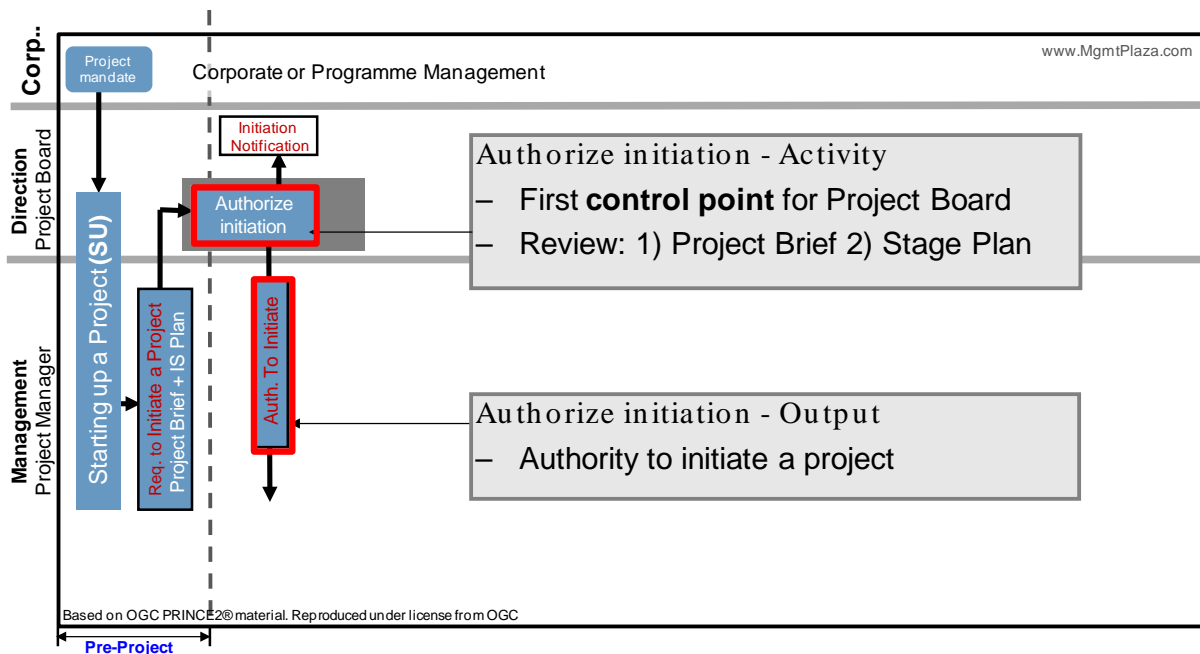 Corp..
Project
mandate
Corporate or Programme Management
www.MgmtPlaza.com
Direction
Project Board
Initiation
Notification
Authorize
initiation
Authorize initiation - Activity
– First control point for Project Board
– Review: 1) Project Brief 2) Stage Plan
Management
Project Manager
Starting up a Project (SU)
Req. to Initiate a Project
Project Brief + IS Plan
Auth. To Initiate
Authorize initiation - Output
– Authority to initiate a project
Based on OGC PRINCE2® material. Reproduced under license from OGC
Pre-Project